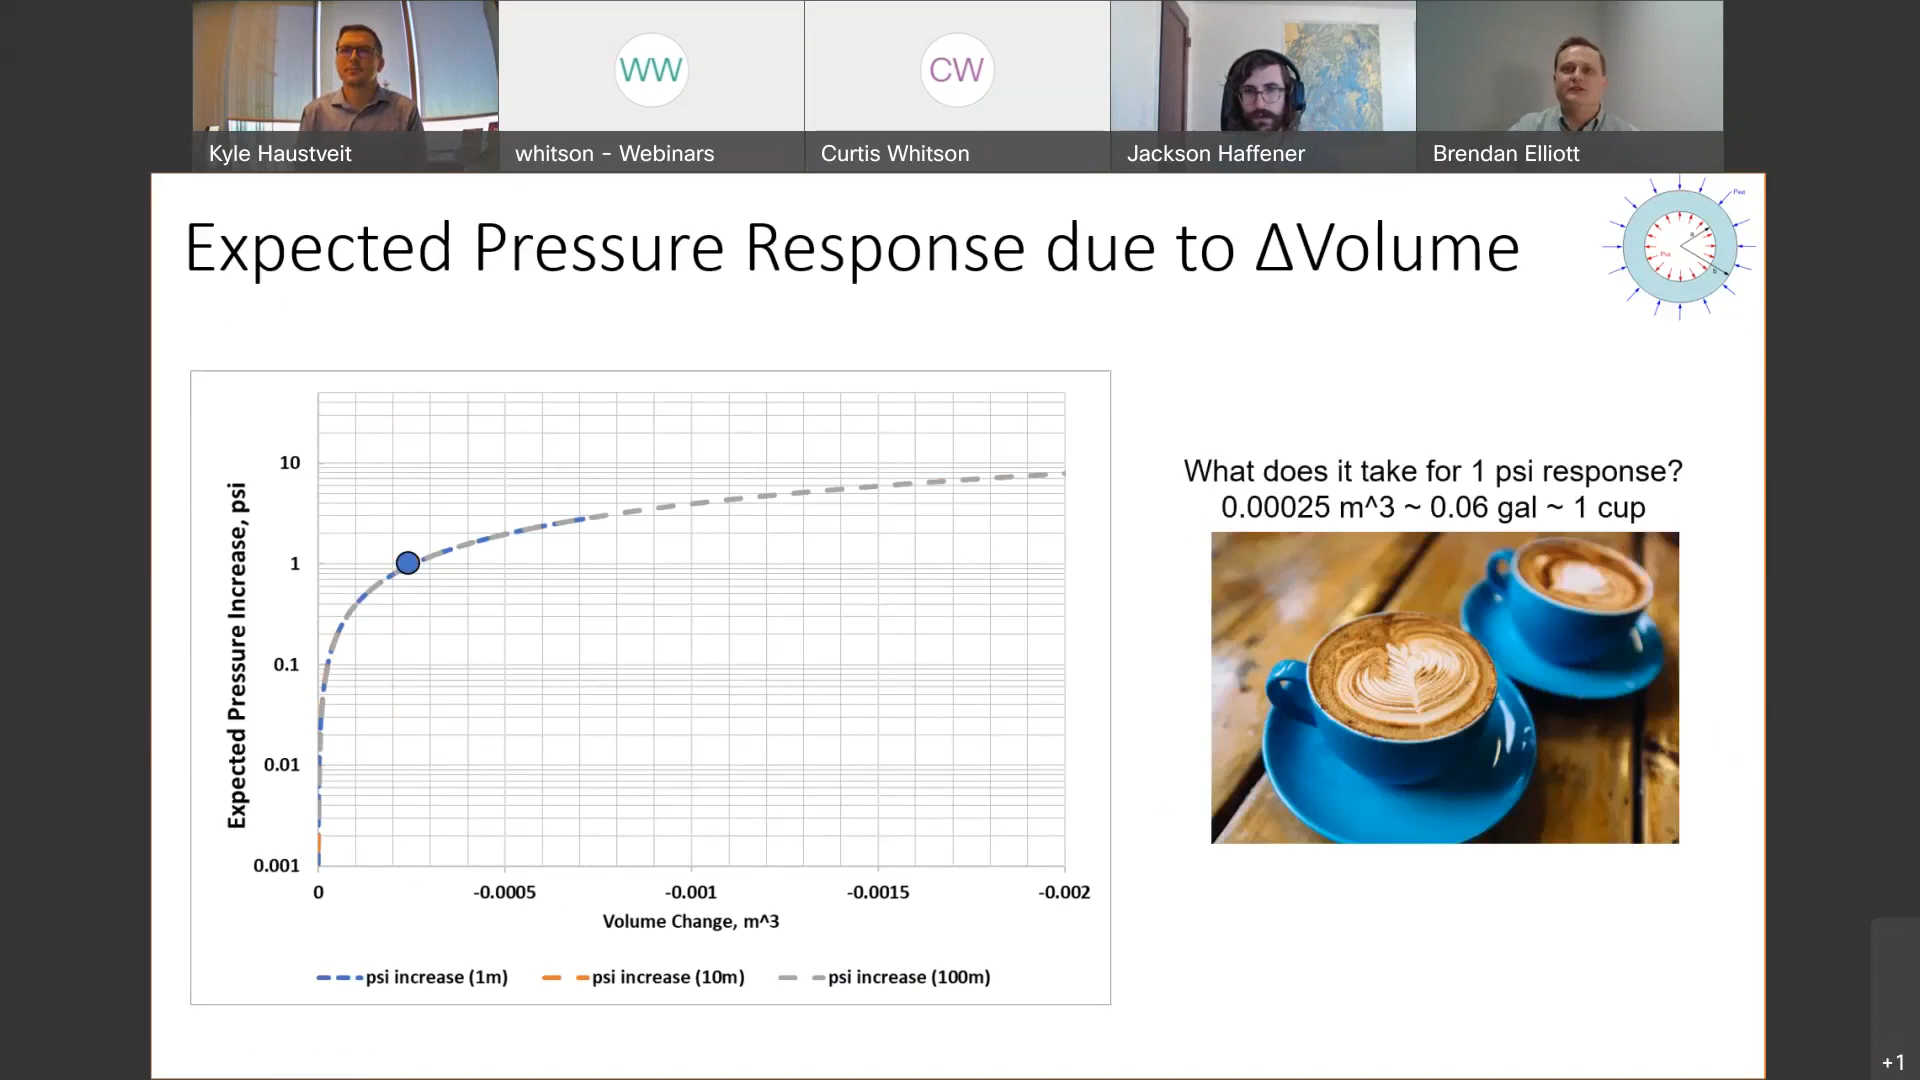 WW
CW
Kyle Haustveit
whitson - Webinars
Curtis Whitson
Jackson Haffener
Brendan Elliott
Expected Pressure Response due to ΔVolume
a
b
Expected Pressure Increase, psi
10
1
0.1
0.01
0.001
0
-0.0005
-0.001
-0.0015
-0.002
Volume Change, m^3
psi increase (1m)
psi increase (10m)
psi increase (100m)
What does it take for 1 psi response?
0.00025 m^3 ~ 0.06 gal ~ 1 cup
+1